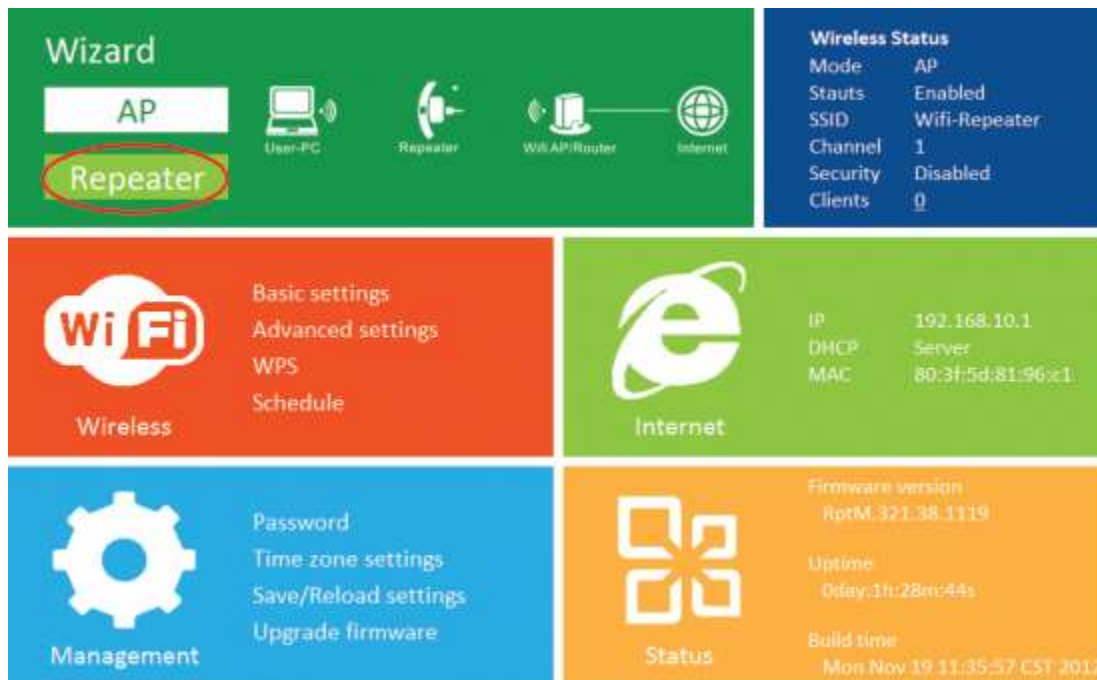 Wizard
AP
Repeater
User-PC
Repeater
Wifi AP/Router
Internet
Wireless Status
Mode AP
Stauts Enabled
SSID Wifi-Repeater
Channel 1
Security Disabled
Clients 0
Wi Fi
Wireless
Basic settings
Advanced settings
WPS
Schedule
Internet
IP 192.168.10.1
DHCP Server
MAC 80:3f:5d:81:96:c1
Management
Password
Time zone settings
Save/Reload settings
Upgrade firmware
Status
Firmware version
RptM.321.38.1119
Uptime
0day:1h:28m:44s
Build time
Mon Nov 19 11:35:57 CST 2012